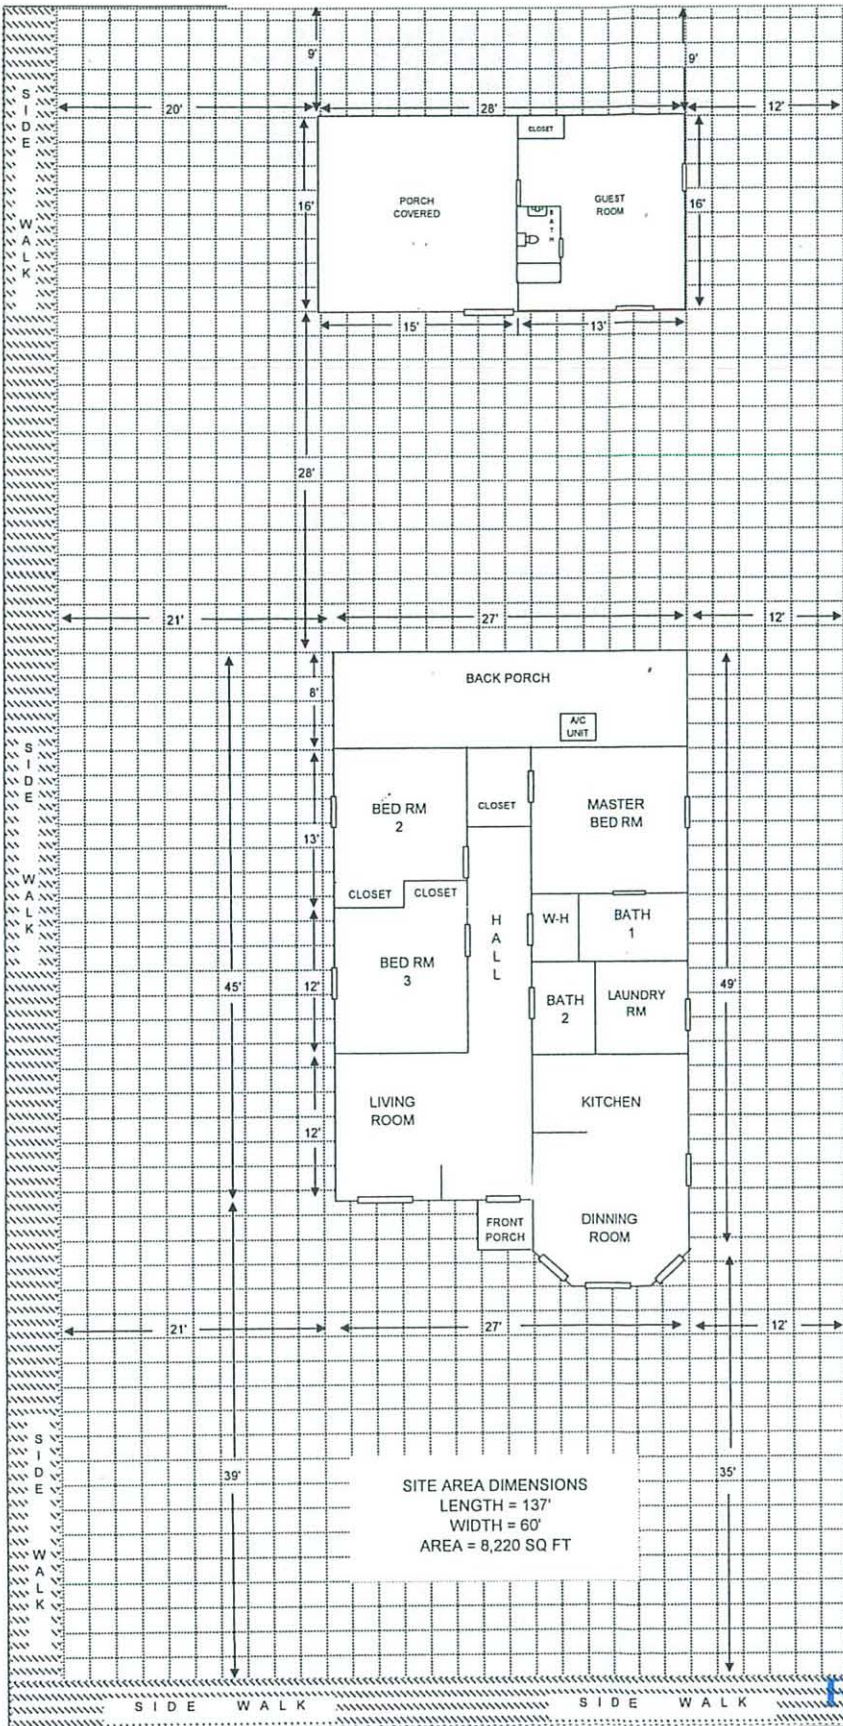 9'
9'
20'
28'
12'
SIDE WALK
CLOSET
16'
PORCH
COVERED
GUEST
ROOM
BATH
16'
15'
13'
28'
21'
27'
12'
8'
BACK PORCH
A/C
UNIT
SIDE WALK
BED RM
2
CLOSET
MASTER
BED RM
13'
CLOSET
CLOSET
HALL
W-H
BATH
1
BED RM
3
45'
12'
BATH
2
LAUNDRY
RM
49'
LIVING
ROOM
KITCHEN
12'
FRONT
PORCH
DINNING
ROOM
21'
27'
12'
SIDE WALK
39'
35'
SITE AREA DIMENSIONS
LENGTH = 137'
WIDTH = 60'
AREA = 8,220 SQ FT
SIDE WALK
SIDE WALK